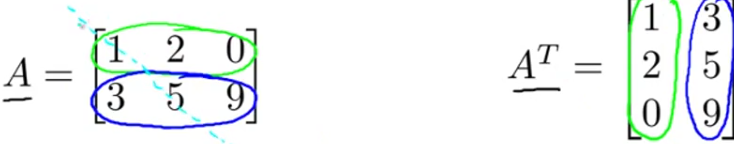 A = [1 2 0
3 5 9]
A^T = [1 3
2 5
0 9]